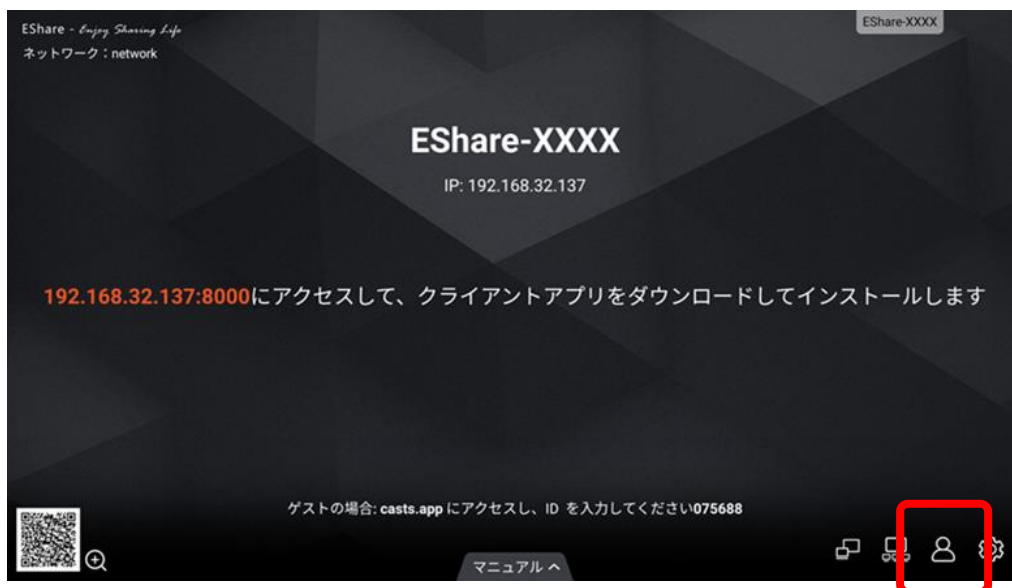 EShare - Enjoy Sharing Life
EShare-XXXX
ネットワーク：network
EShare-XXXX
IP: 192.168.32.137
192.168.32.137:8000にアクセスして、クライアントアプリをダウンロードしてインストールします
ゲストの場合: casts.app にアクセスし、ID を入力してください075688
マニュアル